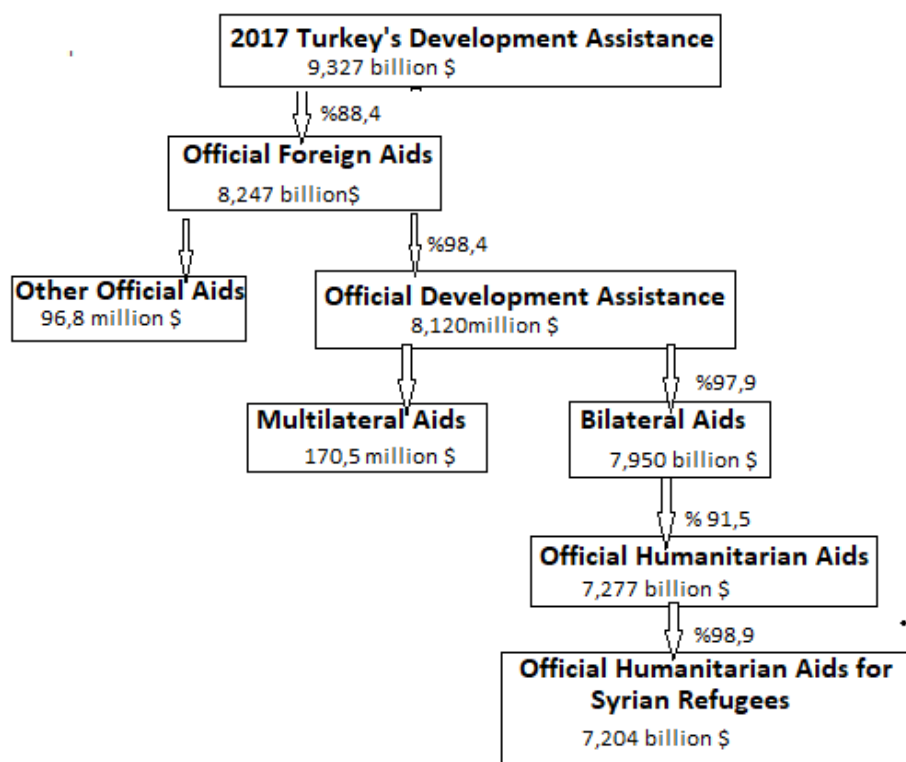 2017 Turkey's Development Assistance
9,327 billion $
%88,4
Official Foreign Aids
8,247 billion$
%98,4
Other Official Aids
96,8 million $
Official Development Assistance
8,120million $
%97,9
Multilateral Aids
170,5 million $
Bilateral Aids
7,950 billion $
% 91,5
Official Humanitarian Aids
7,277 billion $
%98,9
Official Humanitarian Aids for
Syrian Refugees
7,204 billion $